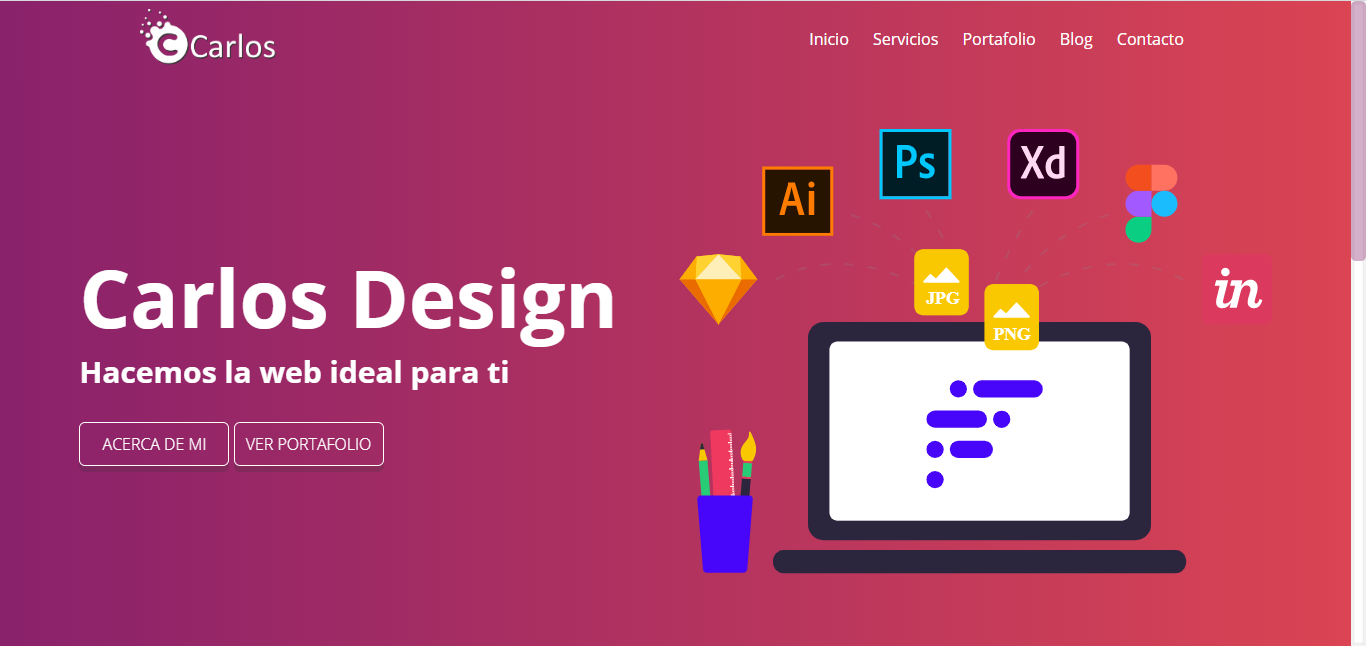 Carlos
Inicio Servicios Portafolio Blog Contacto
Ps
Xd
Ai
in
JPG
PNG
Carlos Design
Hacemos la web ideal para ti
ACERCA DE MI VER PORTAFOLIO